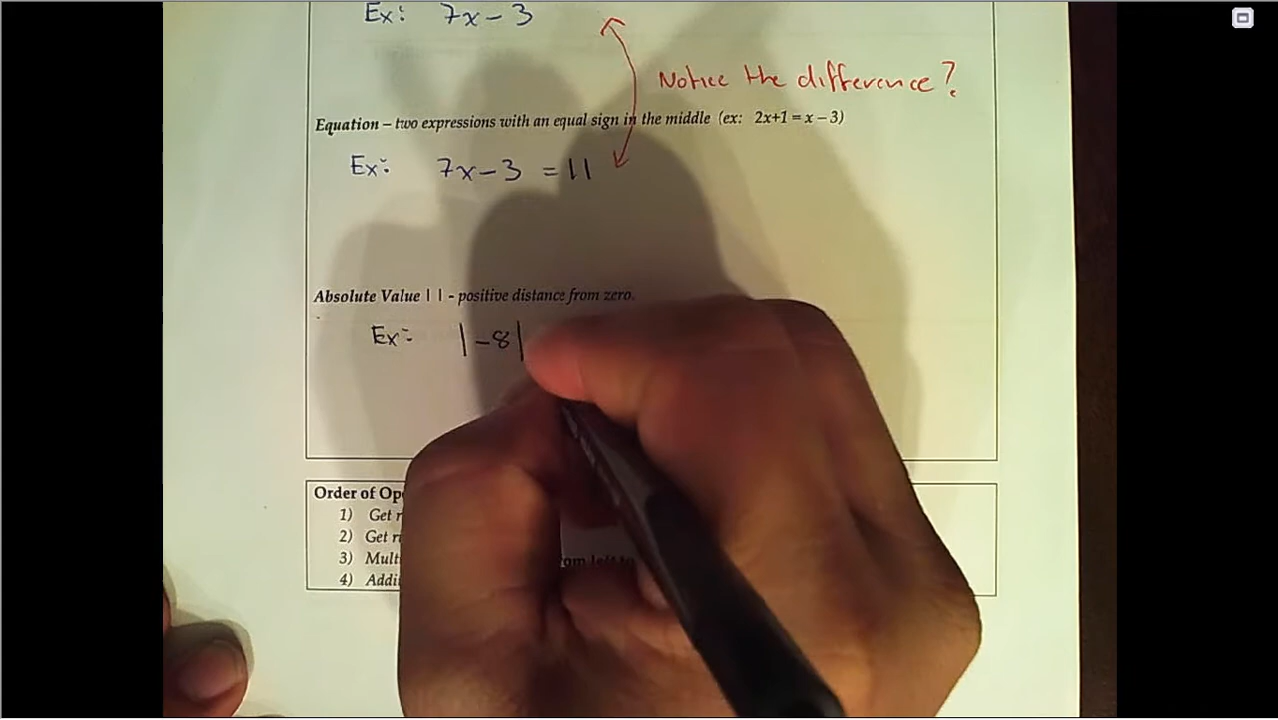 Ex: 7x - 3
Notice the difference?
Equation – two expressions with an equal sign in the middle (ex: 2x+1 = x – 3)
Ex: 7x - 3 = 11
Absolute Value | | - positive distance from zero.
Ex: |-8|
Order of Op
1) Get r
2) Get ri
3) Multi
4) Addi